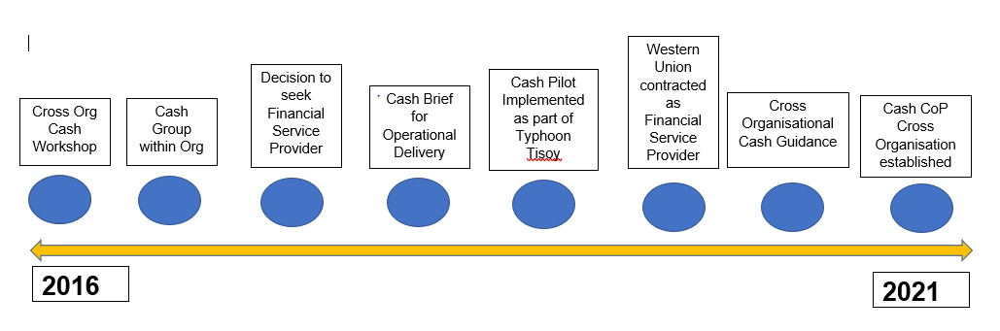 Cross Org
Cash
Workshop
Cash
Group
within Org
Decision to
seek
Financial
Service
Provider
Cash Brief
for
Operational
Delivery
Cash Pilot
Implemented
as part of
Typhoon
Tisoy
Western
Union
contracted
as
Financial
Service
Provider
Cross
Organisational
Cash Guidance
Cash CoP
Cross
Organisation
established
2016
2021